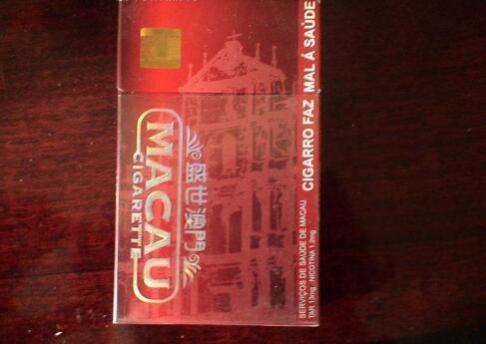 MACAU
CIGARETTE
盛世澳門
CIGARRO FAZ MAL Á SAÚDE
SERVIÇOS DE SAÚDE DE MACAU
TAR 13mg NICOTINA 1.2mg